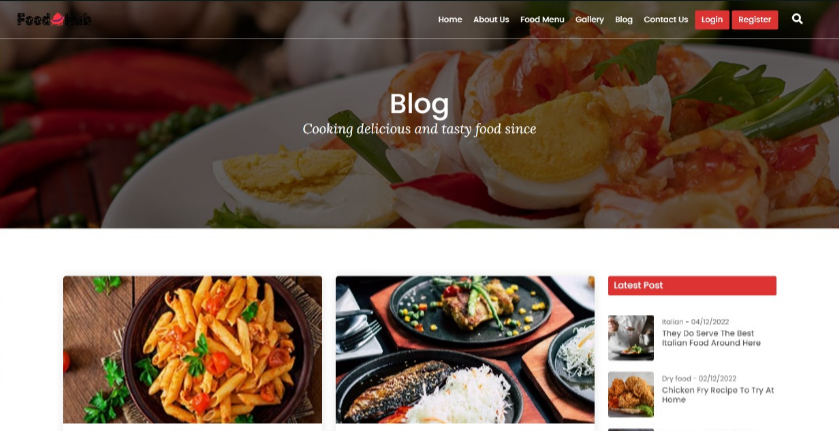 Food Club
Home About Us Food Menu Gallery Blog Contact Us Login Register
Blog
Cooking delicious and tasty food since
Latest Post
Italian - 04/12/2022
They Do Serve The Best
Italian Food Around Here
Dry food - 02/12/2022
Chicken Fry Recipe To Try At
Home